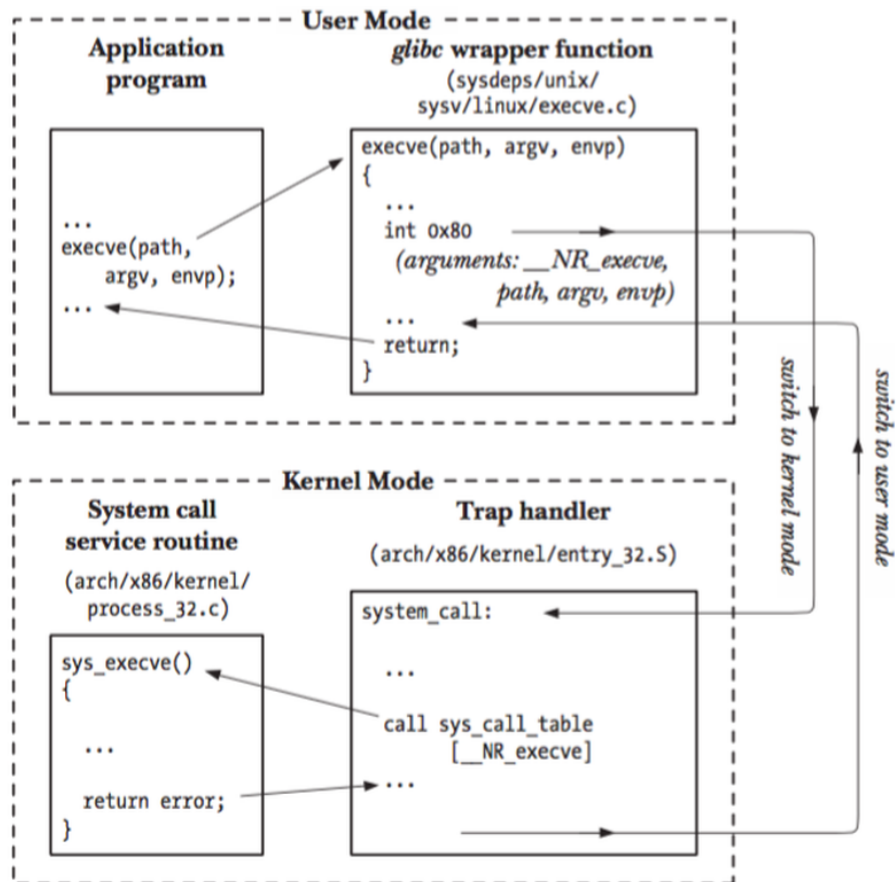 User Mode
Application
program
glibc wrapper function
(sysdeps/unix/
sysv/linux/execve.c)
...
execve(path,
argv, envp);
...
execve(path, argv, envp)
{
...
int 0x80
(arguments: __NR_execve,
path, argv, envp)
...
return;
}
switch to kernel mode
switch to user mode
Kernel Mode
System call
service routine
(arch/x86/kernel/
process_32.c)
Trap handler
(arch/x86/kernel/entry_32.S)
sys_execve()
{
...
return error;
}
system_call:
...
call sys_call_table
[__NR_execve]
...